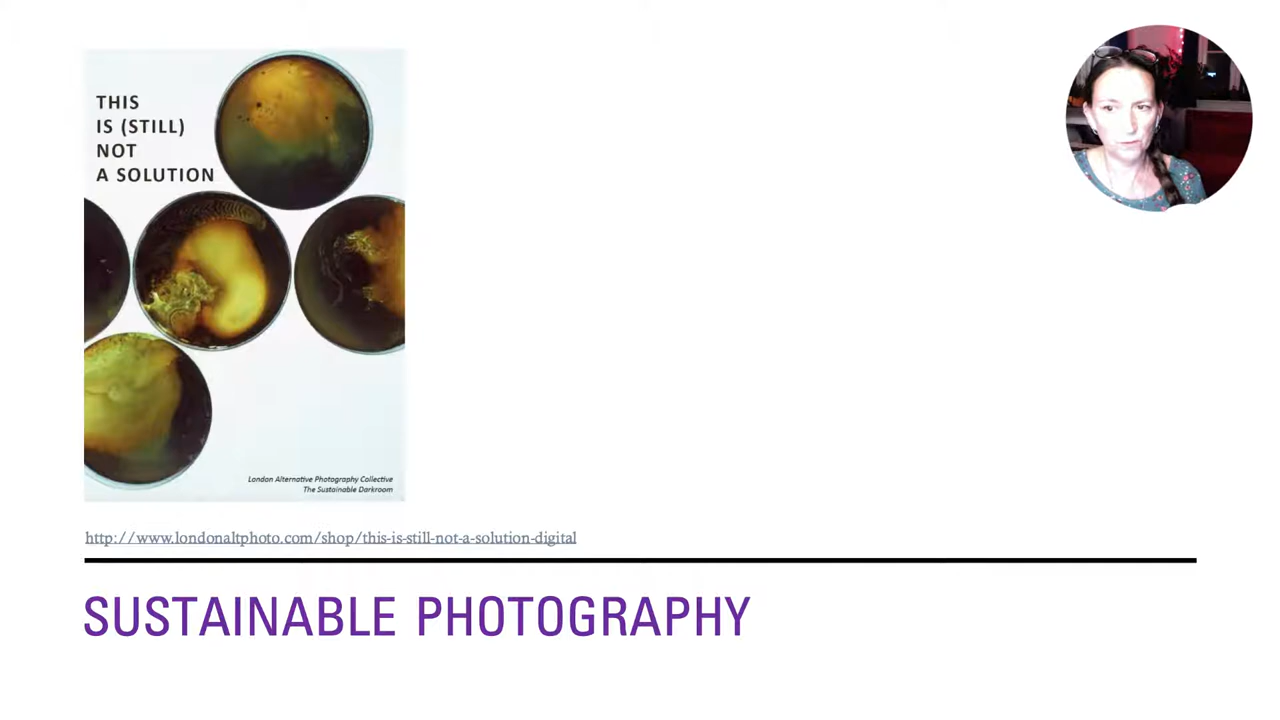 THIS
IS (STILL)
NOT
A SOLUTION
London Alternative Photography Collective
The Sustainable Darkroom
http://www.londonaltphoto.com/shop/this-is-still-not-a-solution-digital
SUSTAINABLE PHOTOGRAPHY